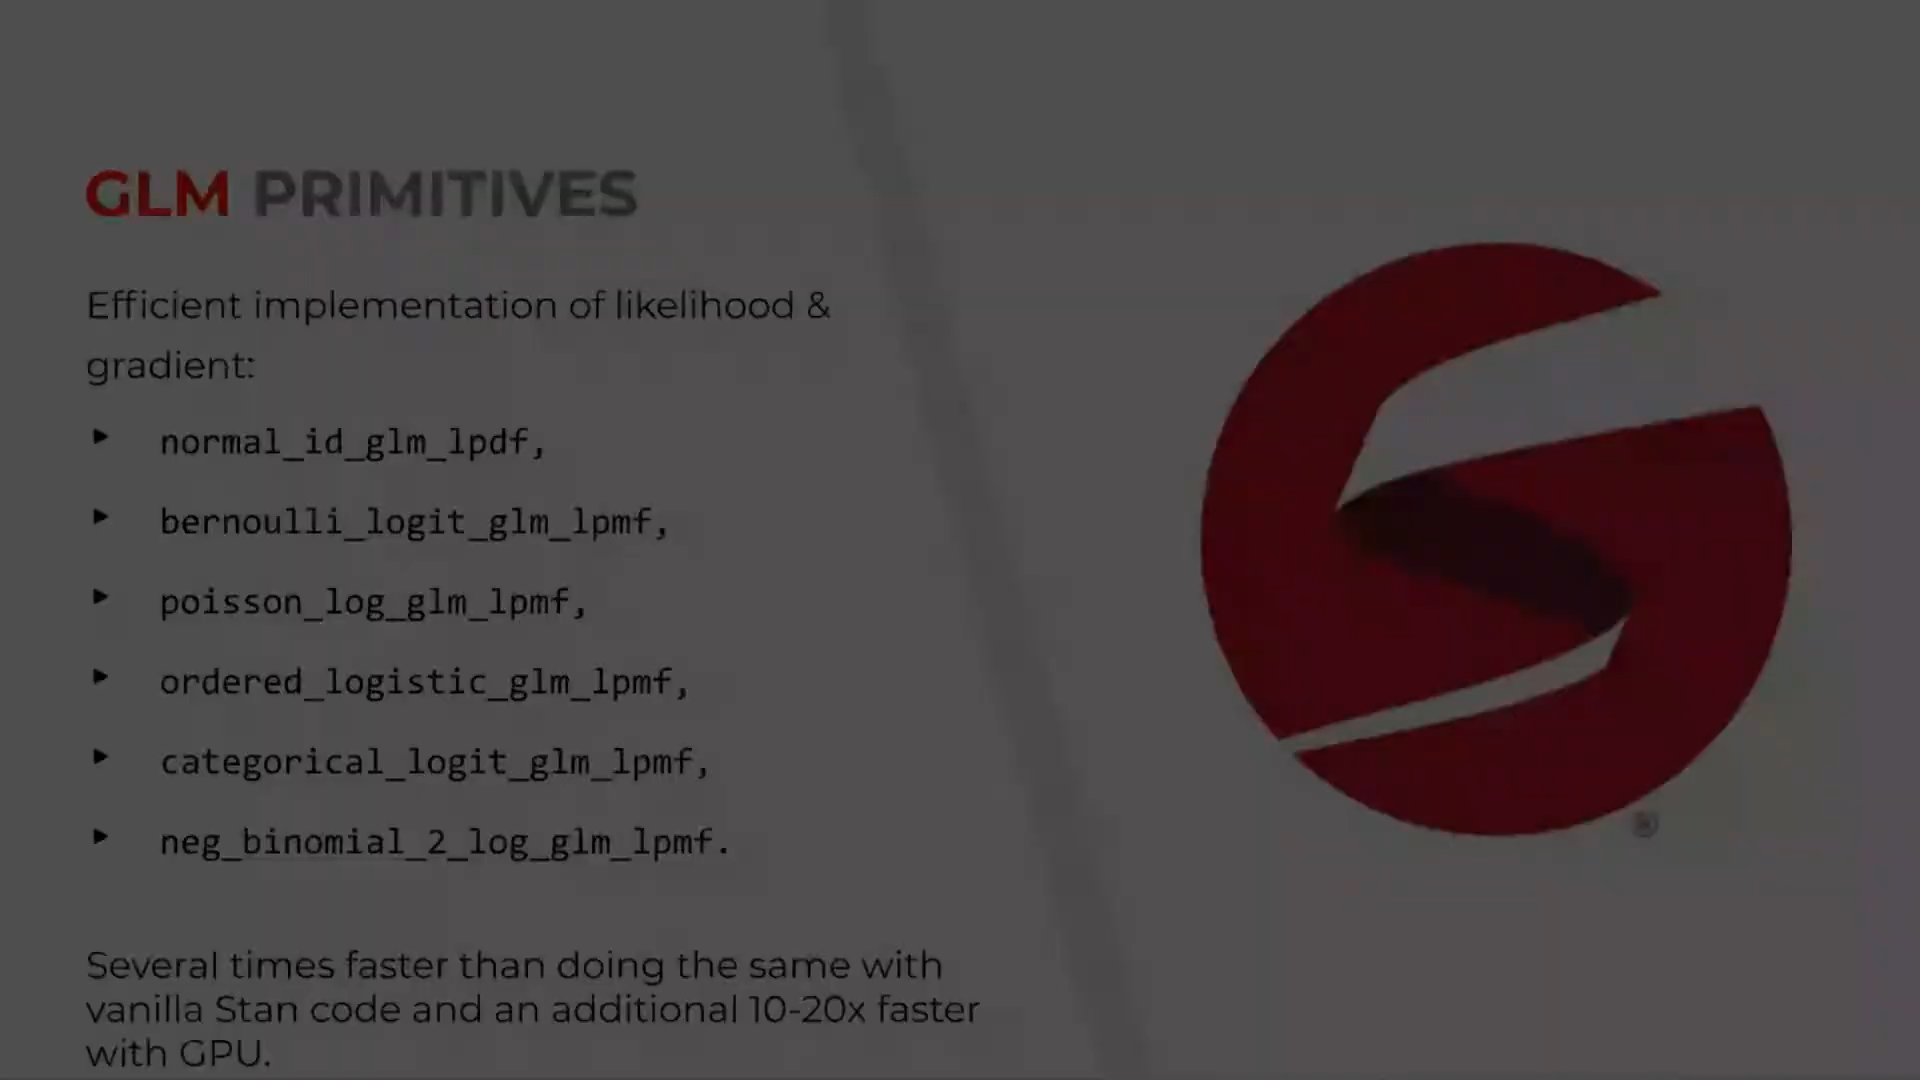 GLM PRIMITIVES
Efficient implementation of likelihood &
gradient:
normal_id_glm_lpdf,
bernoulli_logit_glm_lpmf,
poisson_log_glm_lpmf,
ordered_logistic_glm_lpmf,
categorical_logit_glm_lpmf,
neg_binomial_2_log_glm_lpmf.
Several times faster than doing the same with
vanilla Stan code and an additional 10-20x faster
with GPU.
®